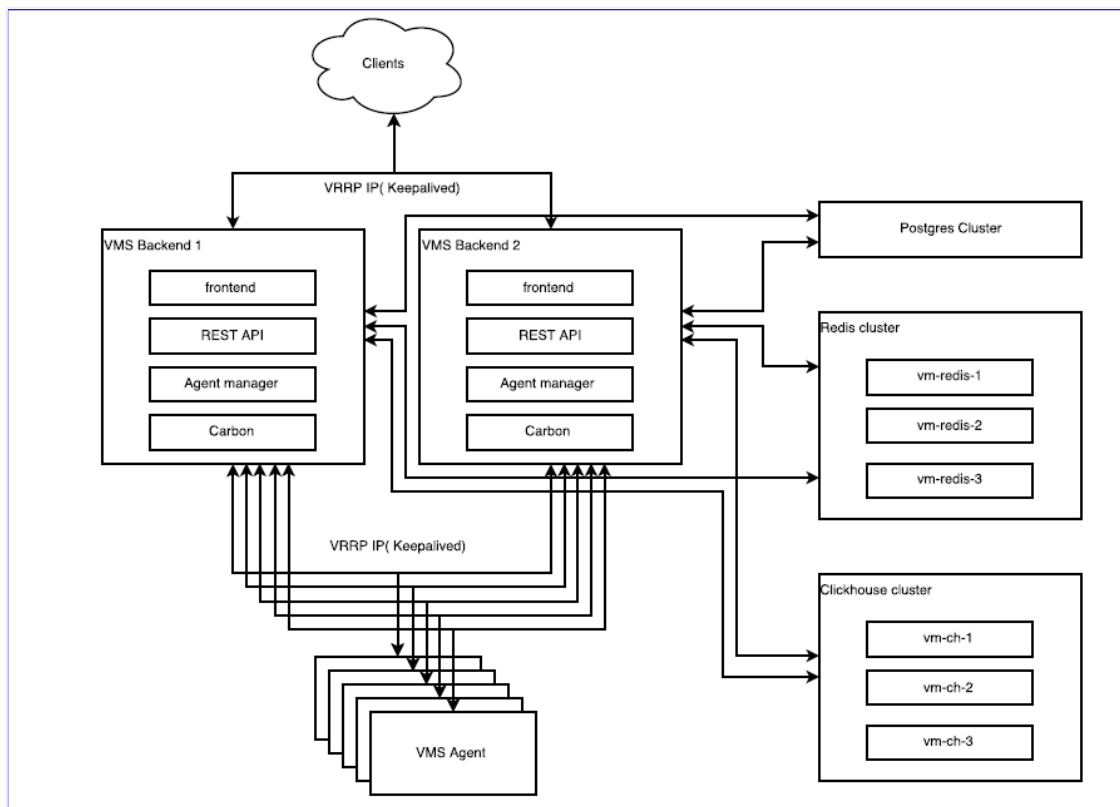 Clients
VRRP IP( Keepalived)
VMS Backend 1
frontend
REST API
Agent manager
Carbon
VMS Backend 2
frontend
REST API
Agent manager
Carbon
Postgres Cluster
Redis cluster
vm-redis-1
vm-redis-2
vm-redis-3
VRRP IP( Keepalived)
Clickhouse cluster
vm-ch-1
vm-ch-2
vm-ch-3
VMS Agent